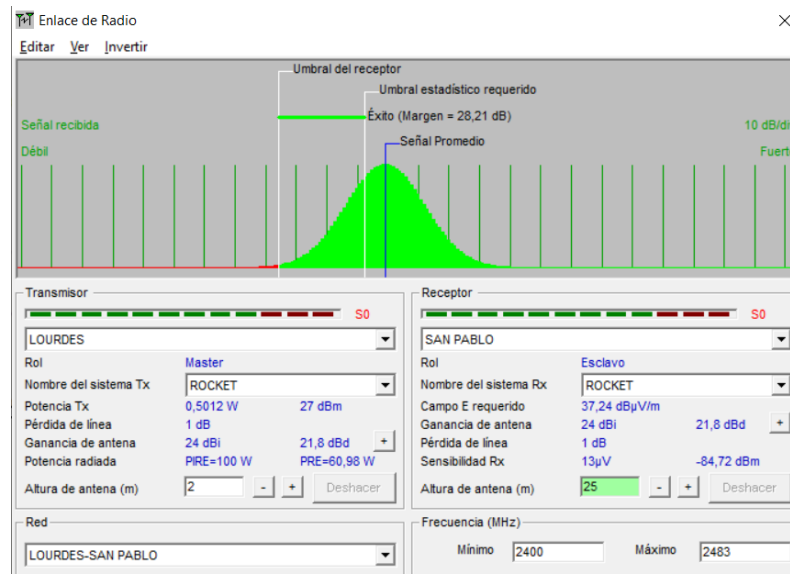 Enlace de Radio
Editar Ver Invertir
Umbral del receptor
Umbral estadístico requerido
Éxito (Margen = 28,21 dB)
Señal recibida
10 dB/di
Señal Promedio
Débil
Fuert
Transmisor
S0
LOURDES
Rol Master
Nombre del sistema Tx ROCKET
Potencia Tx 0,5012 W 27 dBm
Pérdida de línea 1 dB
Ganancia de antena 24 dBi 21,8 dBd +
Potencia radiada PIRE=100 W PRE=60,98 W
Altura de antena (m) 2 - + Deshacer
Receptor
S0
SAN PABLO
Rol Esclavo
Nombre del sistema Rx ROCKET
Campo E requerido 37,24 dBµV/m
Ganancia de antena 24 dBi 21,8 dBd +
Pérdida de línea 1 dB
Sensibilidad Rx 13µV -84,72 dBm
Altura de antena (m) 25 - + Deshacer
Red
LOURDES-SAN PABLO
Frecuencia (MHz)
Mínimo 2400 Máximo 2483